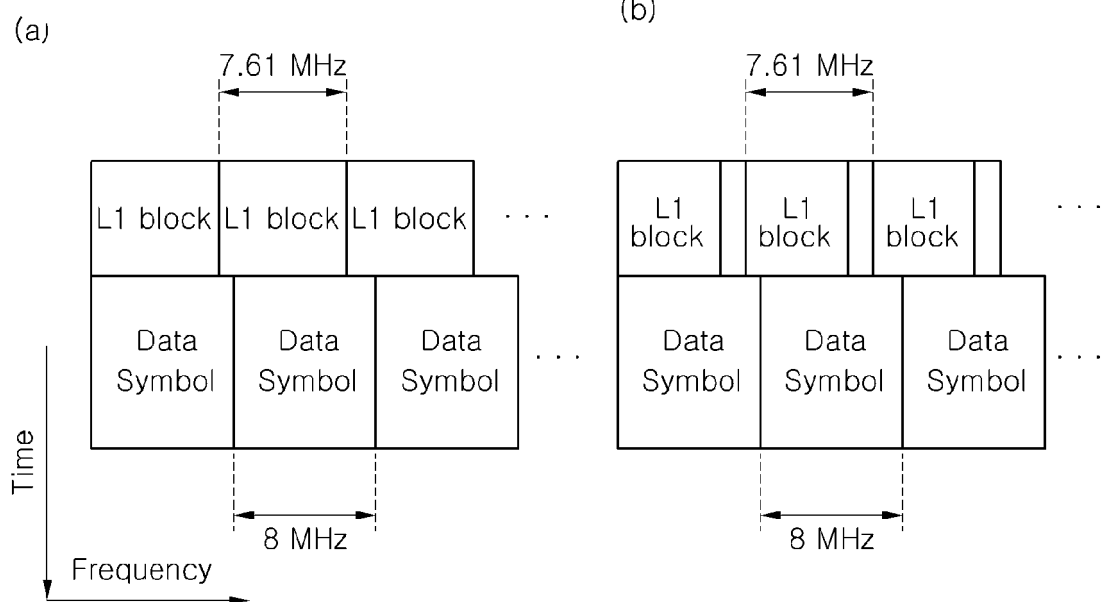 (a)
7.61 MHz
L1 block L1 block L1 block . . .
Data Symbol Data Symbol Data Symbol . . .
8 MHz
Time
Frequency
(b)
7.61 MHz
L1 block L1 block L1 block . . .
Data Symbol Data Symbol Data Symbol . . .
8 MHz